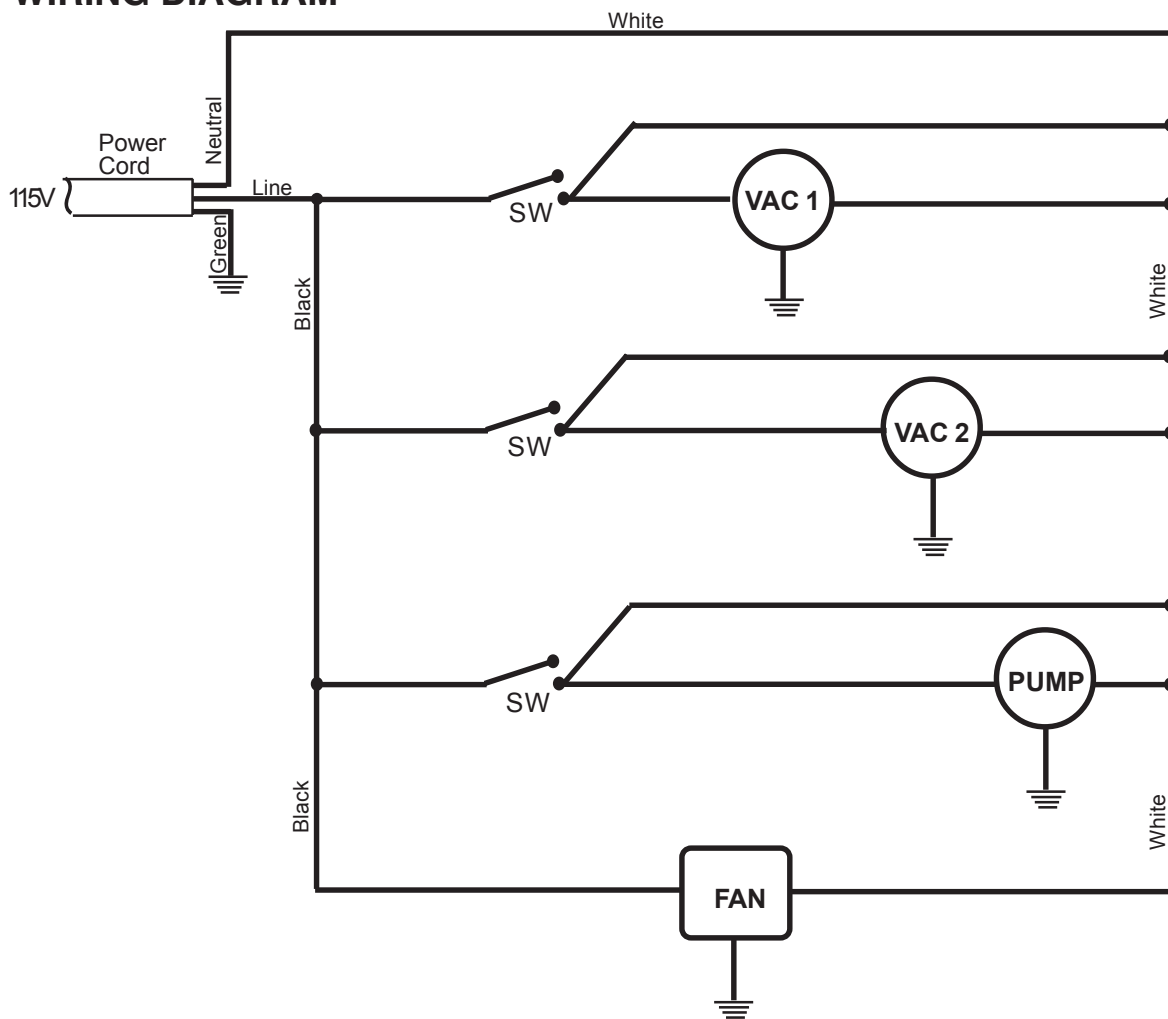 WIRING DIAGRAM
White
Neutral
Power
Cord
115V
Line
Green
SW
VAC 1
Black
White
SW
VAC 2
SW
PUMP
Black
White
FAN